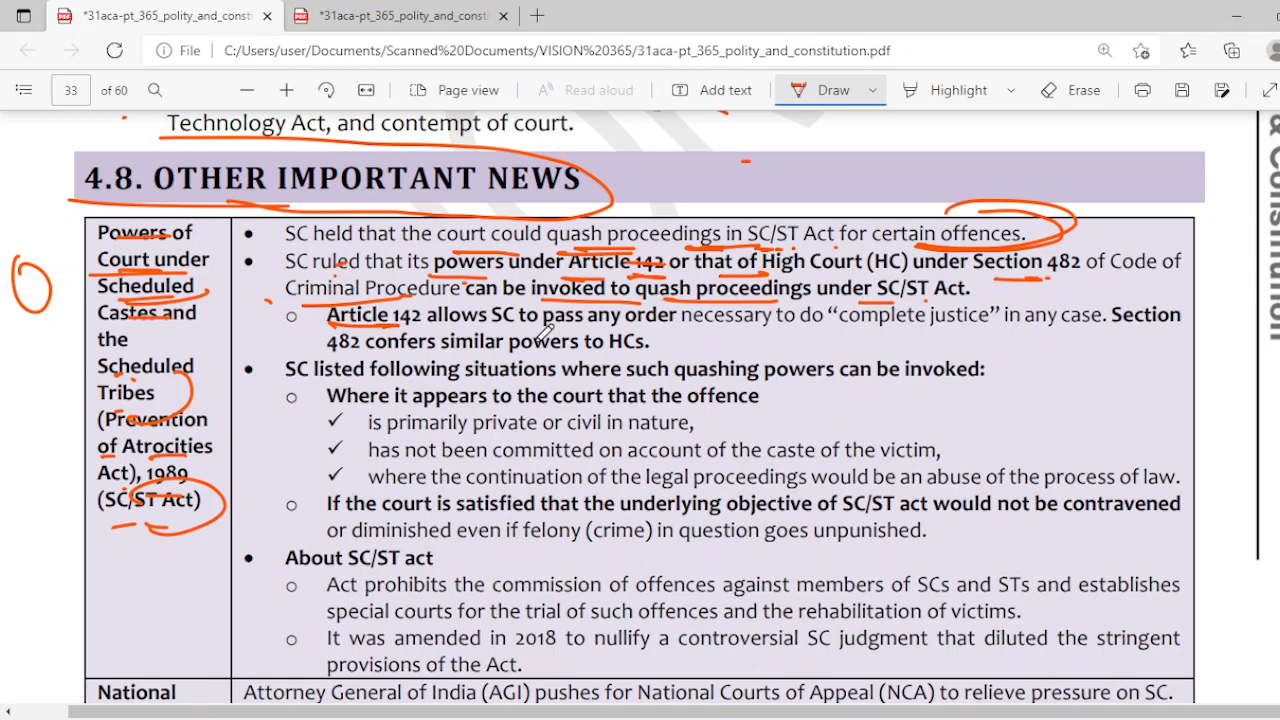 *31aca-pt_365_polity_and_consti
*31aca-pt_365_polity_and_consti
File C:/Users/user/Documents/Scanned%20Documents/VISION%20365/31aca-pt_365_polity_and_constitution.pdf
33 of 60 Page view Read aloud Add text Draw Highlight Erase
Technology Act, and contempt of court.
4.8. OTHER IMPORTANT NEWS
Powers of
Court under
Scheduled
Castes and
the
Scheduled
Tribes
(Prevention
of Atrocities
Act), 1989
(SC/ST Act)
• SC held that the court could quash proceedings in SC/ST Act for certain offences.
• SC ruled that its powers under Article 142 or that of High Court (HC) under Section 482 of Code of
Criminal Procedure can be invoked to quash proceedings under SC/ST Act.
o Article 142 allows SC to pass any order necessary to do “complete justice” in any case. Section
482 confers similar powers to HCs.
• SC listed following situations where such quashing powers can be invoked:
o Where it appears to the court that the offence
✓ is primarily private or civil in nature,
✓ has not been committed on account of the caste of the victim,
✓ where the continuation of the legal proceedings would be an abuse of the process of law.
o If the court is satisfied that the underlying objective of SC/ST act would not be contravened
or diminished even if felony (crime) in question goes unpunished.
• About SC/ST act
o Act prohibits the commission of offences against members of SCs and STs and establishes
special courts for the trial of such offences and the rehabilitation of victims.
o It was amended in 2018 to nullify a controversial SC judgment that diluted the stringent
provisions of the Act.
National
Attorney General of India (AGI) pushes for National Courts of Appeal (NCA) to relieve pressure on SC.